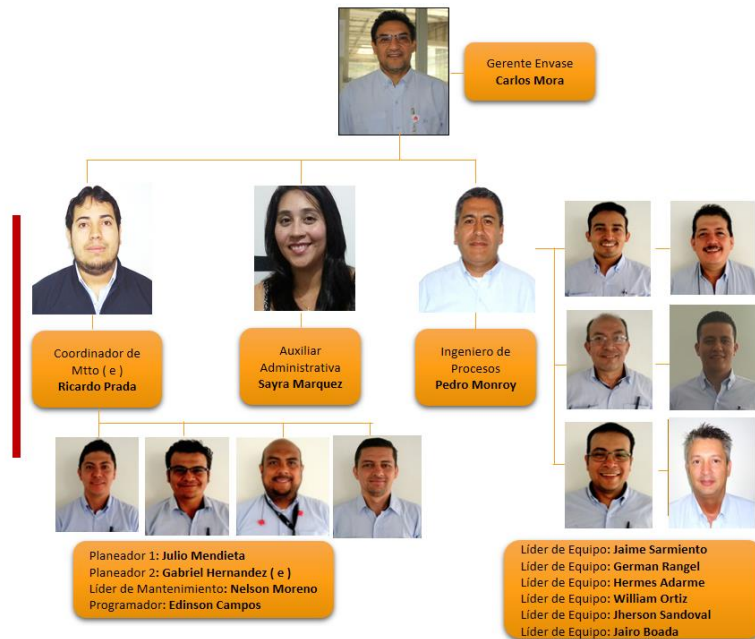 Gerente Envase
Carlos Mora
Coordinador de
Mtto ( e )
Ricardo Prada
Auxiliar
Administrativa
Sayra Marquez
Ingeniero de
Procesos
Pedro Monroy
Planeador 1: Julio Mendieta
Planeador 2: Gabriel Hernandez ( e )
Líder de Mantenimiento: Nelson Moreno
Programador: Edinson Campos
Líder de Equipo: Jaime Sarmiento
Líder de Equipo: German Rangel
Líder de Equipo: Hermes Adarme
Líder de Equipo: William Ortiz
Líder de Equipo: Jherson Sandoval
Líder de Equipo: Jairo Boada